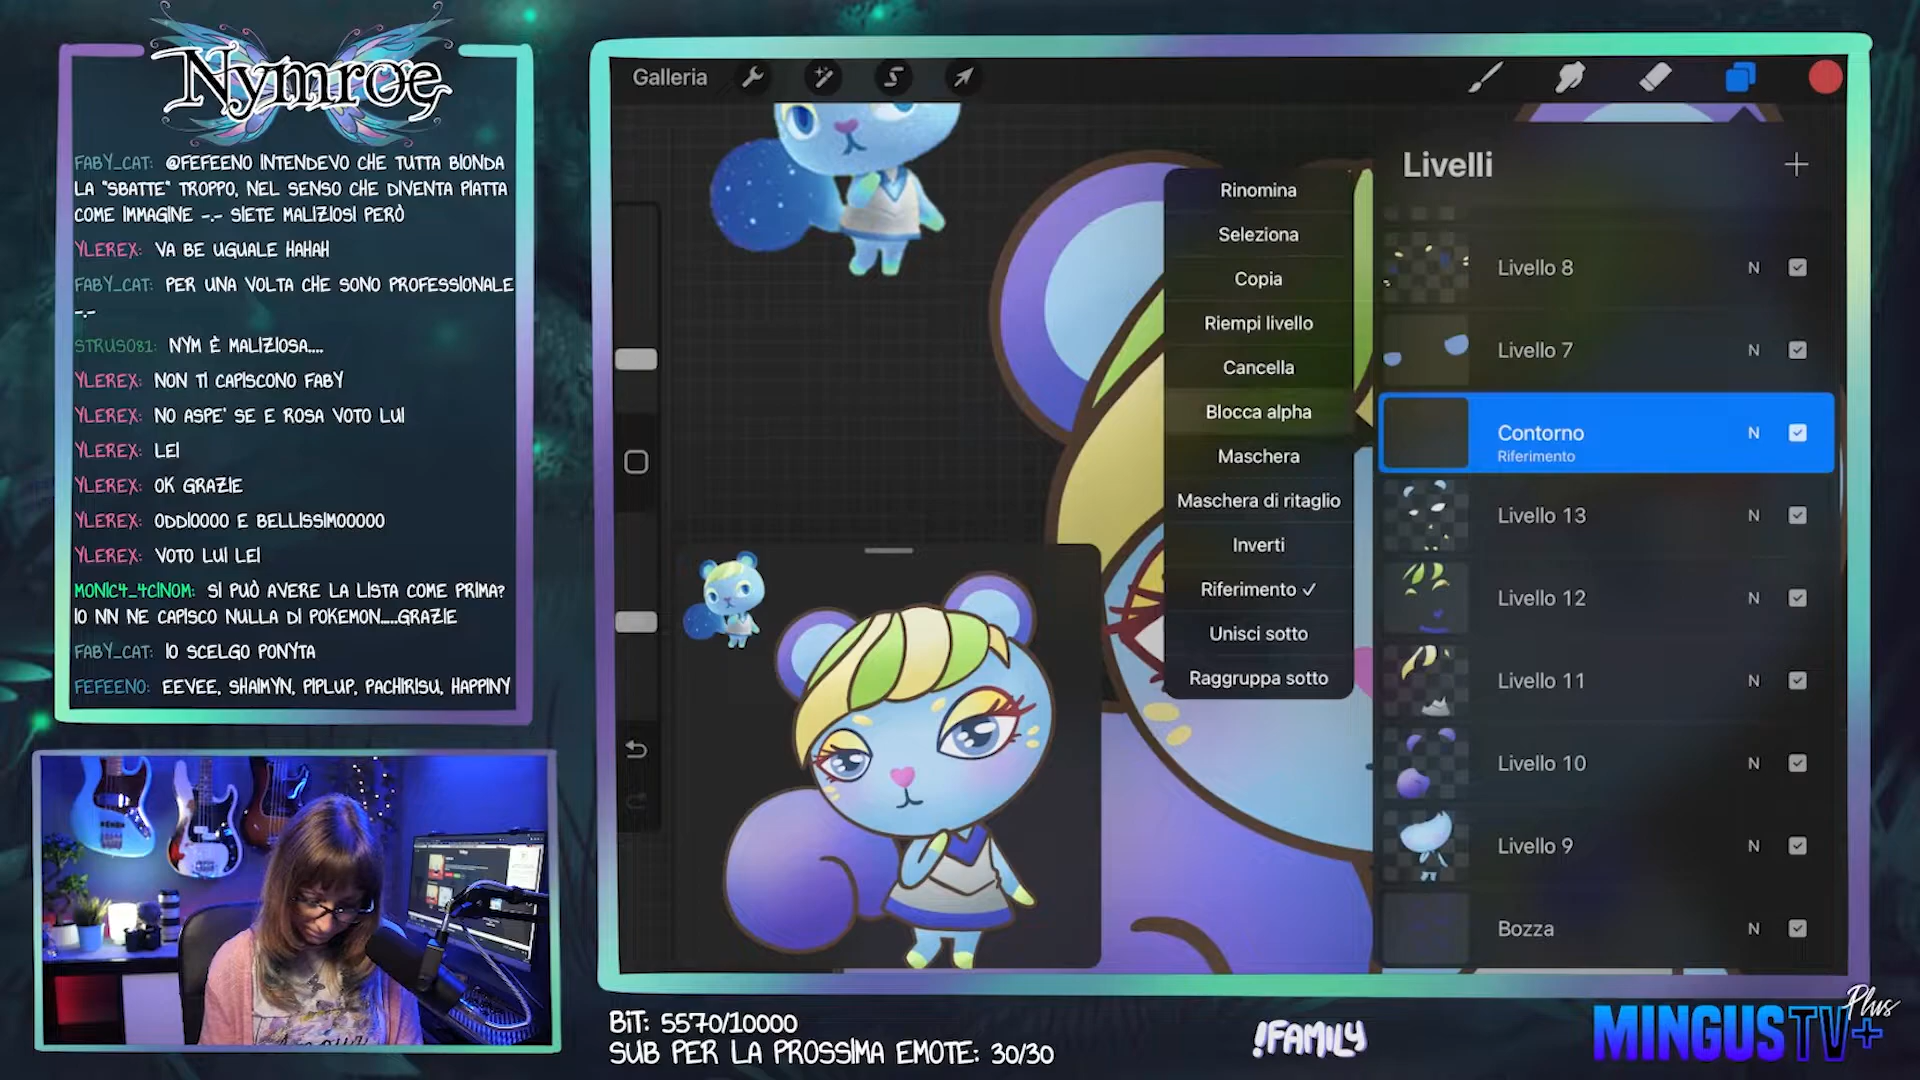 Nymroe
FABY_CAT: @FEFEENO INTENDEVO CHE TUTTA BIONDA
LA "SBATTE" TROPPO, NEL SENSO CHE DIVENTA PIATTA
COME IMMAGINE -.- SIETE MALIZIOSI PERÒ
YLEREX: VA BE UGUALE HAHAH
FABY_CAT: PER UNA VOLTA CHE SONO PROFESSIONALE
-.-
STRUS081: NYM È MALIZIOSA....
YLEREX: NON TI CAPISCONO FABY
YLEREX: NO ASPE' SE E ROSA VOTO LUI
YLEREX: LEI
YLEREX: OK GRAZIE
YLEREX: ODDIOOOO E BELLISSIMOOOOO
YLEREX: VOTO LUI LEI
MONIC4_4CINOM: SI PUÒ AVERE LA LISTA COME PRIMA?
IO NN NE CAPISCO NULLA DI POKEMON.....GRAZIE
FABY_CAT: IO SCELGO PONYTA
FEFEENO: EEVEE, SHAIMYN, PIPLUP, PACHIRISU, HAPPINY
Galleria
Rinomina
Seleziona
Copia
Riempi livello
Cancella
Blocca alpha
Maschera
Maschera di ritaglio
Inverti
Riferimento ✓
Unisci sotto
Raggruppa sotto
Livelli
Livello 8 N
Livello 7 N
Contorno N
Riferimento
Livello 13 N
Livello 12 N
Livello 11 N
Livello 10 N
Livello 9 N
Bozza N
BIT: 5570/10000
SUB PER LA PROSSIMA EMOTE: 30/30
!FAMILY
MINGUSTV+
Plus